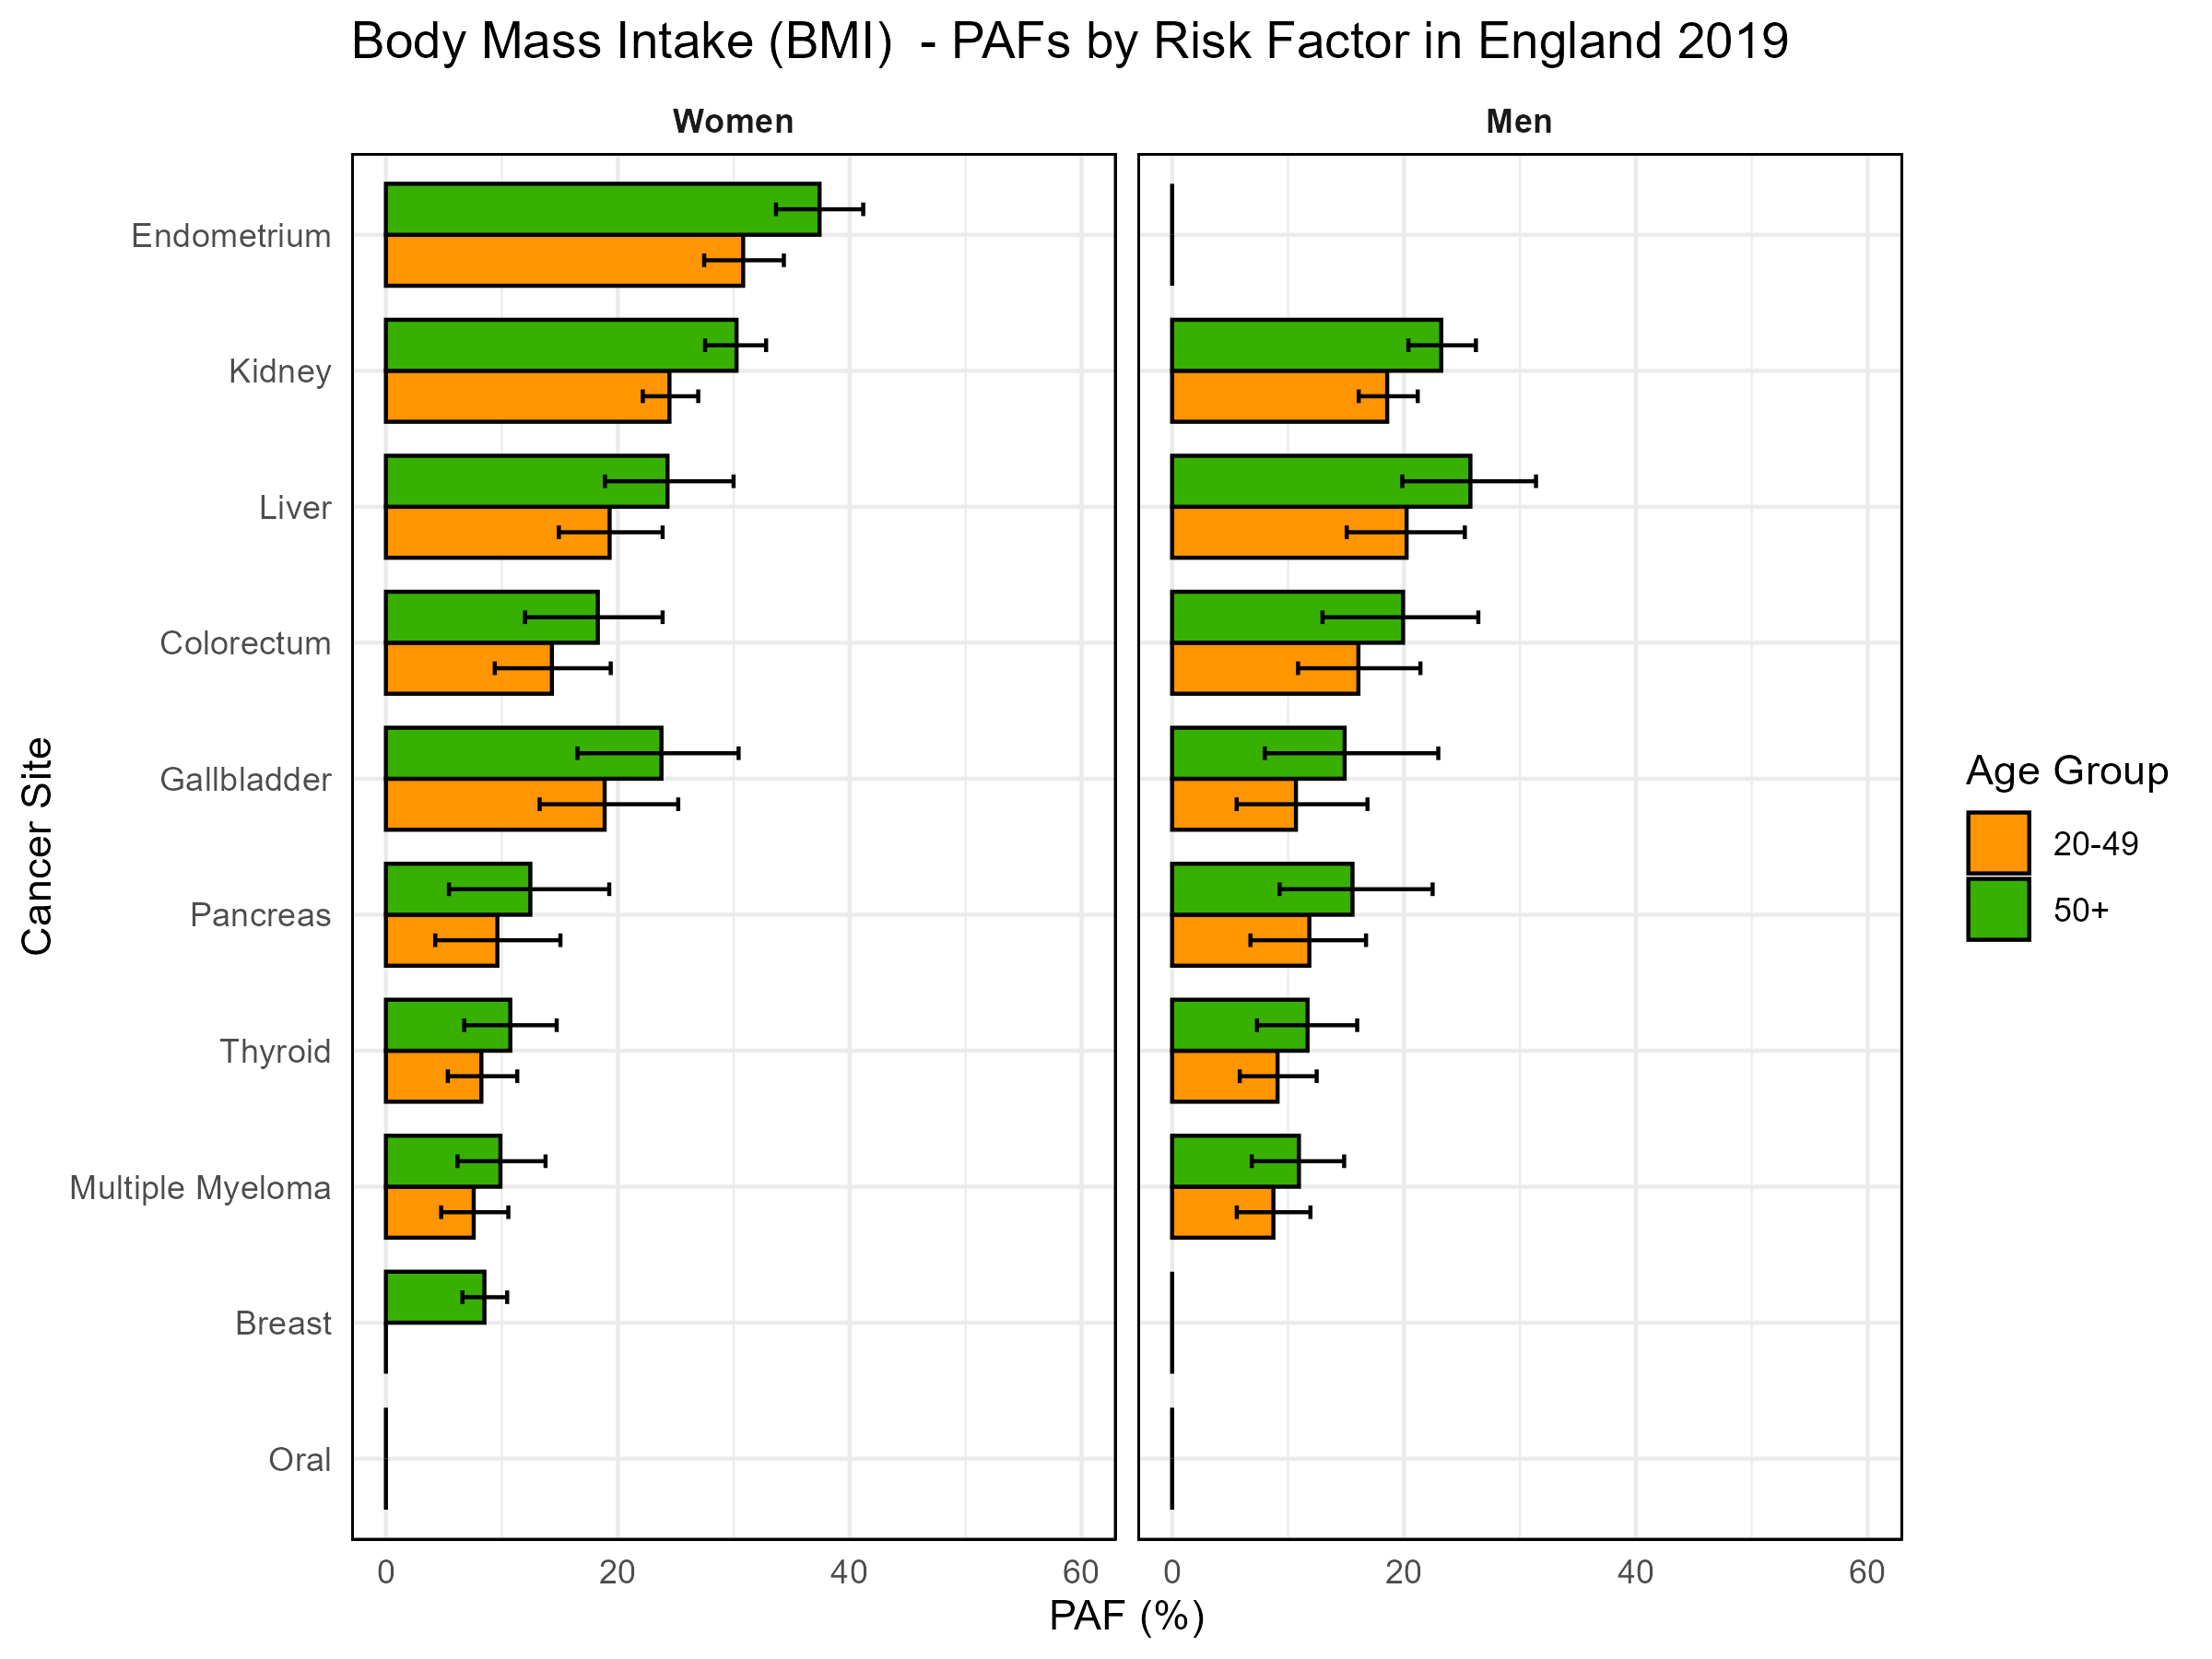 Body Mass Intake (BMI)  - PAFs by Risk Factor in England 2019
Women
Men
Cancer Site
Endometrium
Kidney
Liver
Colorectum
Gallbladder
Pancreas
Thyroid
Multiple Myeloma
Breast
Oral
0 20 40 60
0 20 40 60
PAF (%)
Age Group
20-49
50+